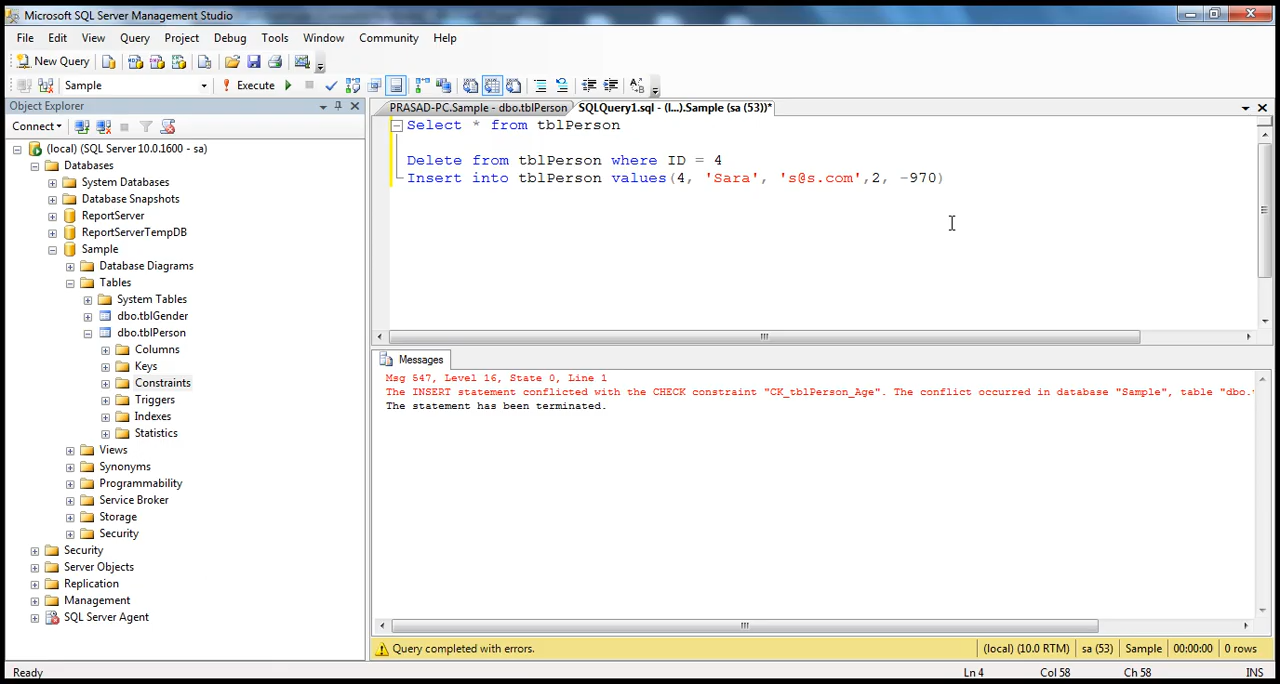 Microsoft SQL Server Management Studio
File Edit View Query Project Debug Tools Window Community Help
New Query
Sample Execute
Object Explorer
PRASAD-PC.Sample - dbo.tblPerson SQLQuery1.sql - (l...).Sample (sa (53))*
Connect
(local) (SQL Server 10.0.1600 - sa)
Databases
System Databases
Database Snapshots
ReportServer
ReportServerTempDB
Sample
Database Diagrams
Tables
System Tables
dbo.tblGender
dbo.tblPerson
Columns
Keys
Constraints
Triggers
Indexes
Statistics
Views
Synonyms
Programmability
Service Broker
Storage
Security
Security
Server Objects
Replication
Management
SQL Server Agent
Select * from tblPerson
Delete from tblPerson where ID = 4
Insert into tblPerson values(4, 'Sara', 's@s.com',2, -970)
Messages
Msg 547, Level 16, State 0, Line 1
The INSERT statement conflicted with the CHECK constraint "CK_tblPerson_Age". The conflict occurred in database "Sample", table "dbo.
The statement has been terminated.
Query completed with errors. (local) (10.0 RTM) sa (53) Sample 00:00:00 0 rows
Ready Ln 4 Col 58 Ch 58 INS